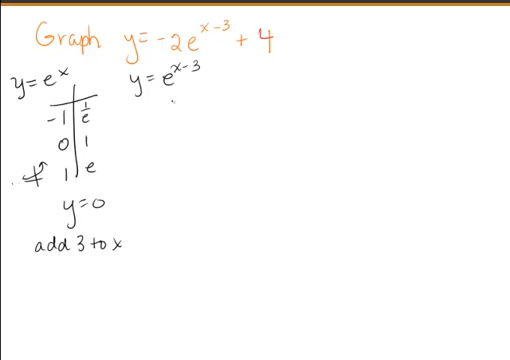 Graph y = -2e^{x-3} + 4
y = e^x
y = e^{x-3}
-1 | 1/e
0 | 1
1 | e
y = 0
add 3 to x